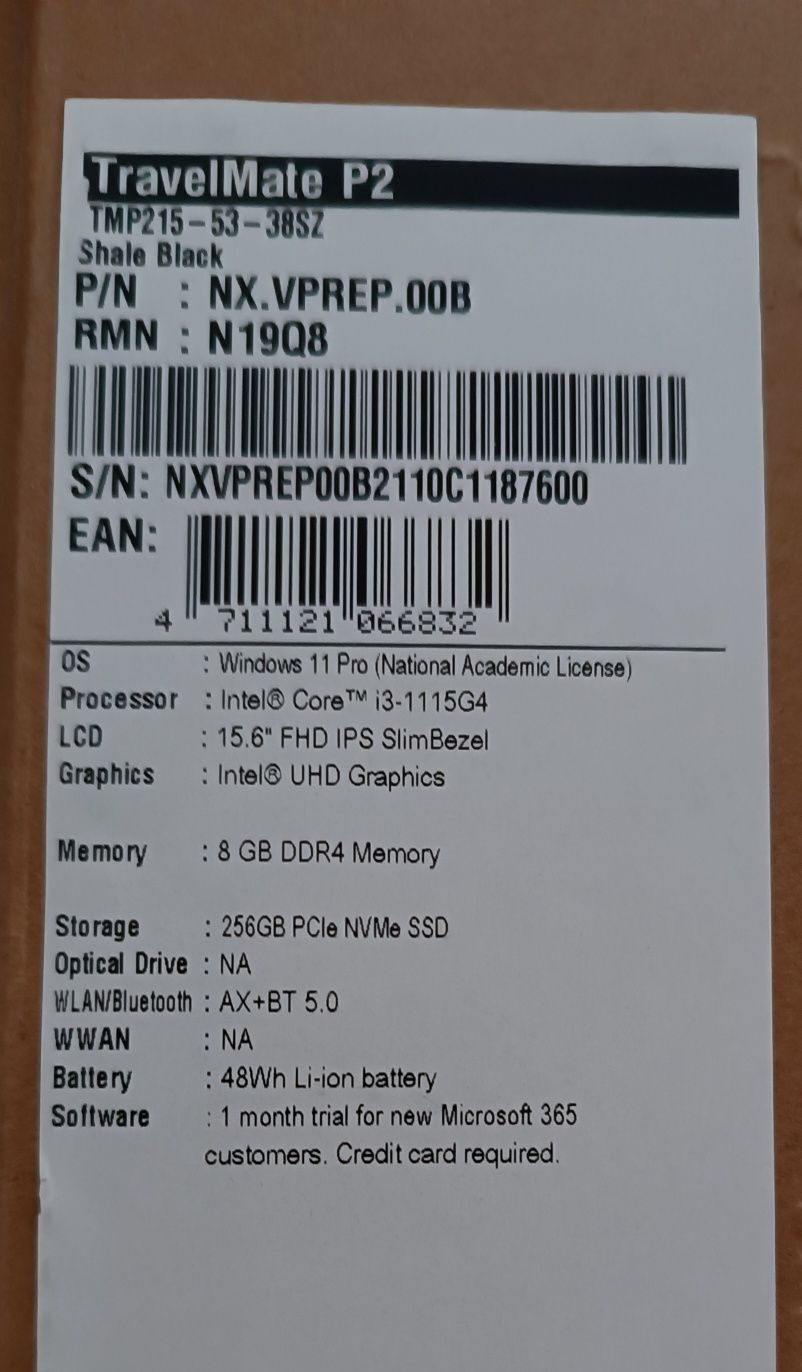 TravelMate P2
TMP215-53-38SZ
Shale Black
P/N : NX.VPREP.00B
RMN : N19Q8
S/N: NXVPREP00B2110C1187600
EAN:
4 711121 066832
OS : Windows 11 Pro (National Academic License)
Processor : Intel® Core™ i3-1115G4
LCD : 15.6" FHD IPS SlimBezel
Graphics : Intel® UHD Graphics
Memory : 8 GB DDR4 Memory
Storage : 256GB PCIe NVMe SSD
Optical Drive : NA
WLAN/Bluetooth : AX+BT 5.0
WWAN : NA
Battery : 48Wh Li-ion battery
Software : 1 month trial for new Microsoft 365
customers. Credit card required.